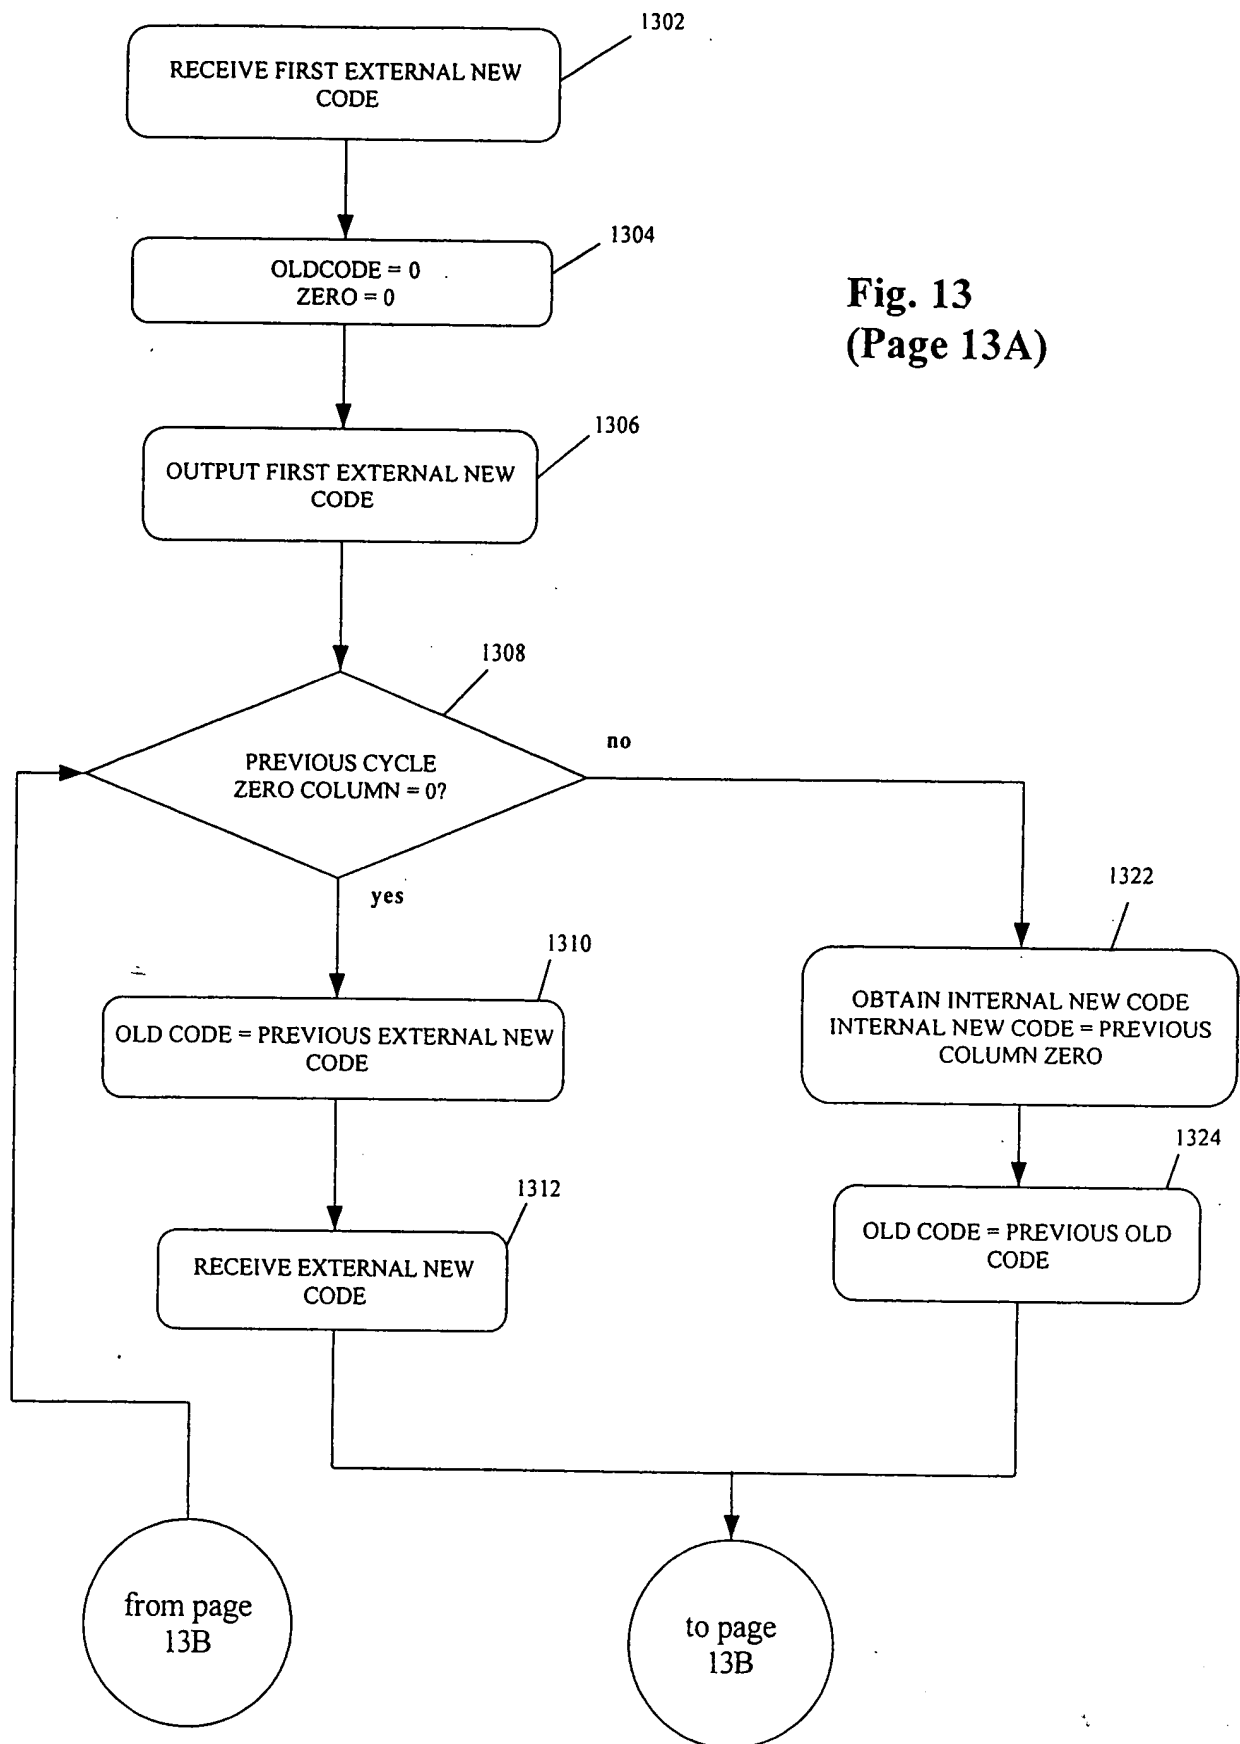 1302
RECEIVE FIRST EXTERNAL NEW
CODE
1304
OLDCODE = 0
ZERO = 0
Fig. 13
(Page 13A)
1306
OUTPUT FIRST EXTERNAL NEW
CODE
1308
PREVIOUS CYCLE
ZERO COLUMN = 0?
no
yes
1310
OLD CODE = PREVIOUS EXTERNAL NEW
CODE
1322
OBTAIN INTERNAL NEW CODE
INTERNAL NEW CODE = PREVIOUS
COLUMN ZERO
1312
RECEIVE EXTERNAL NEW
CODE
1324
OLD CODE = PREVIOUS OLD
CODE
from page
13B
to page
13B